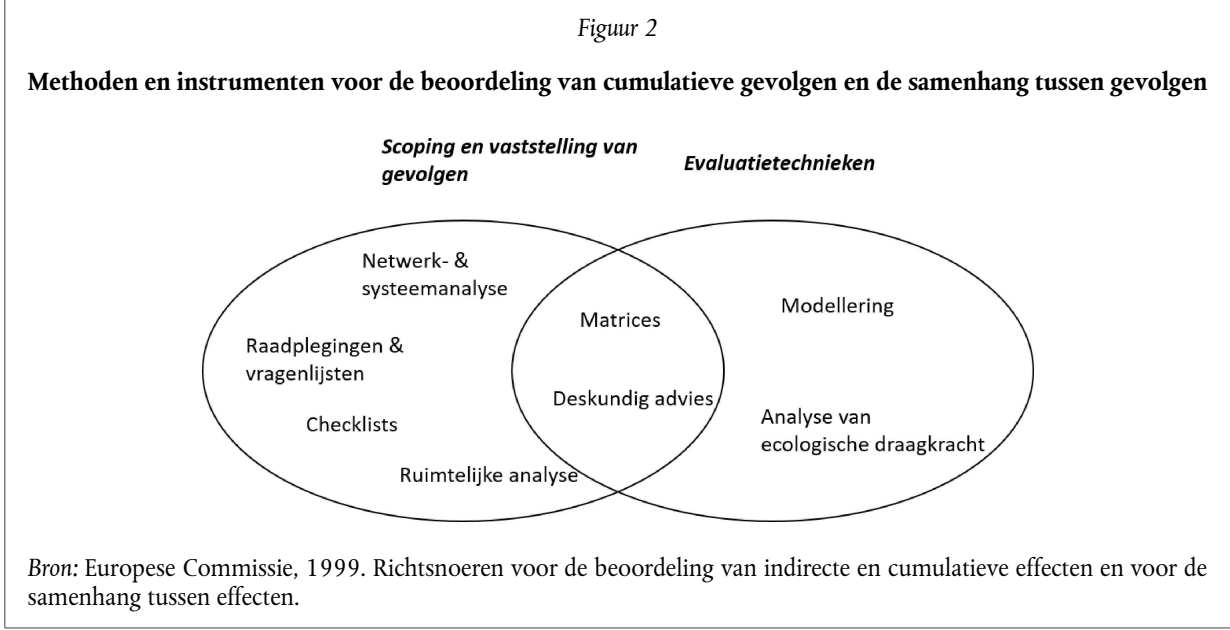 Figuur 2
Methoden en instrumenten voor de beoordeling van cumulatieve gevolgen en de samenhang tussen gevolgen
Scoping en vaststelling van
gevolgen
Evaluatietechnieken
Netwerk- &
systeemanalyse
Raadplegingen &
vragenlijsten
Checklists
Ruimtelijke analyse
Matrices
Deskundig advies
Modellering
Analyse van
ecologische draagkracht
Bron: Europese Commissie, 1999. Richtsnoeren voor de beoordeling van indirecte en cumulatieve effecten en voor de
samenhang tussen effecten.